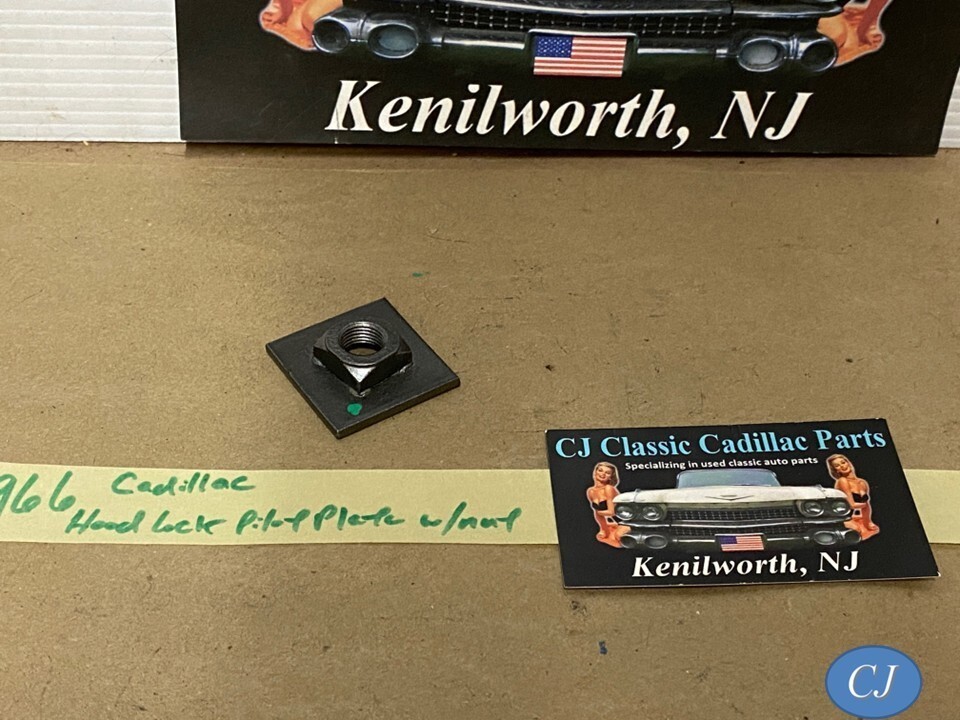 Kenilworth, NJ
966 Cadillac
Hood Lock Pilot Plate w/nut
CJ Classic Cadillac Parts
Specializing in used classic auto parts
Kenilworth, NJ
CJ